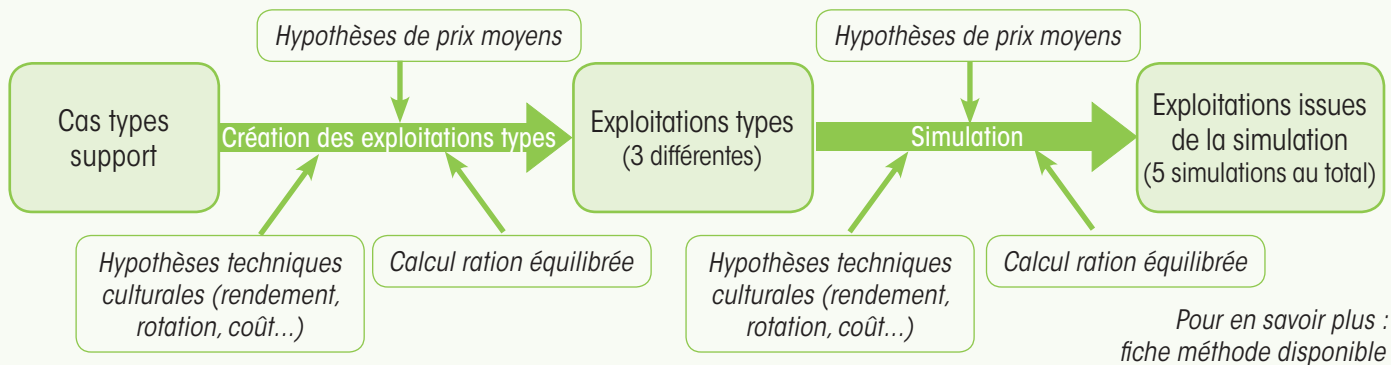 Hypothèses de prix moyens
Hypothèses de prix moyens
Cas types
support
Création des exploitations types
Exploitations types
(3 différentes)
Simulation
Exploitations issues
de la simulation
(5 simulations au total)
Hypothèses techniques
culturales (rendement,
rotation, coût...)
Calcul ration équilibrée
Hypothèses techniques
culturales (rendement,
rotation, coût...)
Calcul ration équilibrée
Pour en savoir plus :
fiche méthode disponible